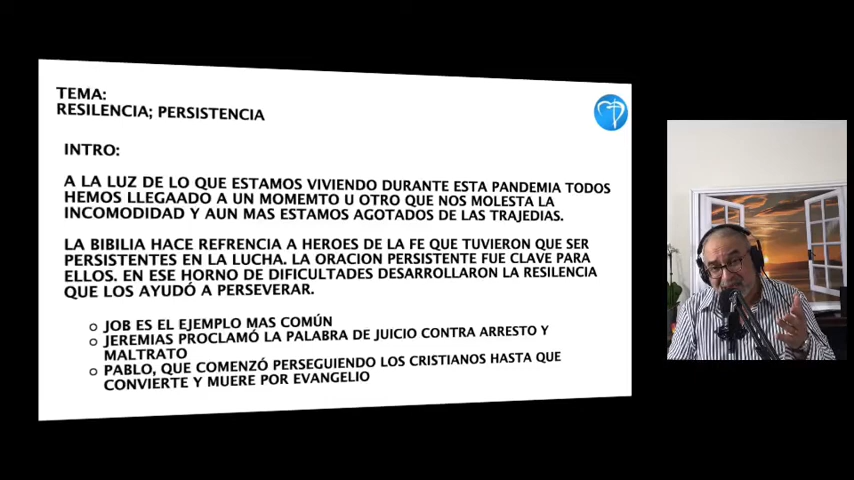 TEMA:
RESILENCIA; PERSISTENCIA
INTRO:
A LA LUZ DE LO QUE ESTAMOS VIVIENDO DURANTE ESTA PANDEMIA TODOS
HEMOS LLEGAADO A UN MOMEMTO U OTRO QUE NOS MOLESTA LA
INCOMODIDAD Y AUN MAS ESTAMOS AGOTADOS DE LAS TRAJEDIAS.
LA BIBILIA HACE REFRENCIA A HEROES DE LA FE QUE TUVIERON QUE SER
PERSISTENTES EN LA LUCHA. LA ORACION PERSISTENTE FUE CLAVE PARA
ELLOS. EN ESE HORNO DE DIFICULTADES DESARROLLARON LA RESILENCIA
QUE LOS AYUDÓ A PERSEVERAR.
o JOB ES EL EJEMPLO MAS COMÚN
o JEREMIAS PROCLAMÓ LA PALABRA DE JUICIO CONTRA ARRESTO Y
MALTRATO
o PABLO, QUE COMENZÓ PERSEGUIENDO LOS CRISTIANOS HASTA QUE
CONVIERTE Y MUERE POR EVANGELIO